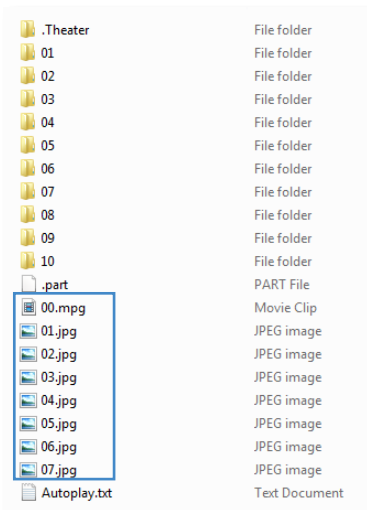 .Theater File folder
01 File folder
02 File folder
03 File folder
04 File folder
05 File folder
06 File folder
07 File folder
08 File folder
09 File folder
10 File folder
.part PART File
00.mpg Movie Clip
01.jpg JPEG image
02.jpg JPEG image
03.jpg JPEG image
04.jpg JPEG image
05.jpg JPEG image
06.jpg JPEG image
07.jpg JPEG image
Autoplay.txt Text Document